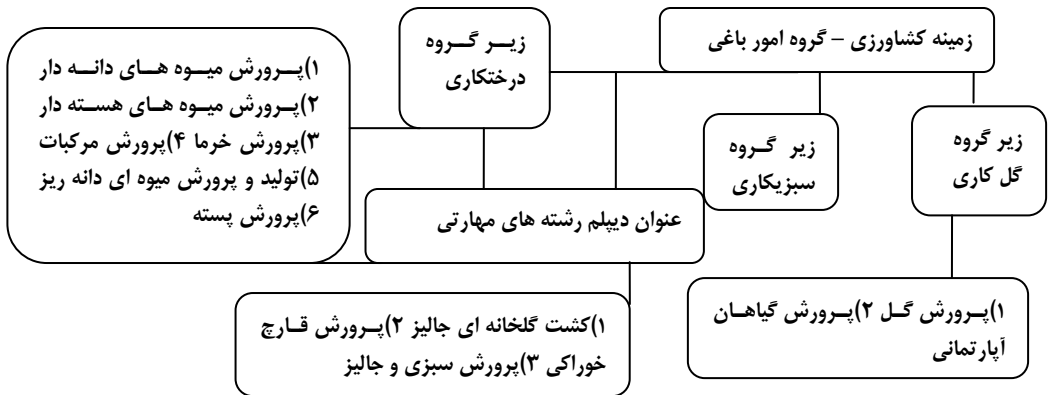 زمینه کشاورزی – گروه امور باغی
زیر گروه
درختکاری
۱)پرورش میوه های دانه دار
۲)پرورش میوه های هسته دار
۳)پرورش خرما ۴)پرورش مرکبات
۵)تولید و پرورش میوه ای دانه ریز
۶)پرورش پسته
زیر گروه
گل کاری
زیر گروه
سبزیکاری
عنوان دیپلم رشته های مهارتی
۱)پرورش گل ۲)پرورش گیاهان
آپارتمانی
۱)کشت گلخانه ای جالیز ۲)پرورش قارچ
خوراکی ۳)پرورش سبزی و جالیز